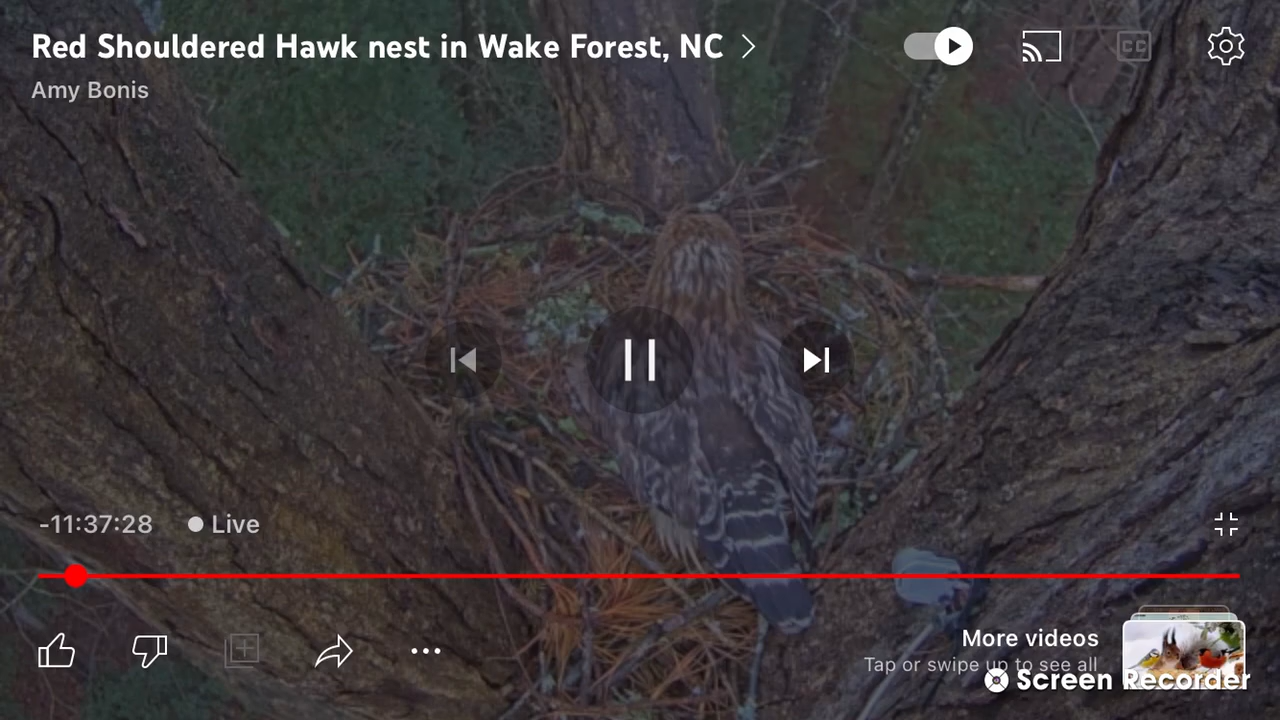 Red Shouldered Hawk nest in Wake Forest, NC
CC
Amy Bonis
-11:37:28
Live
More videos
Tap or swipe up to see all
Screen Recorder